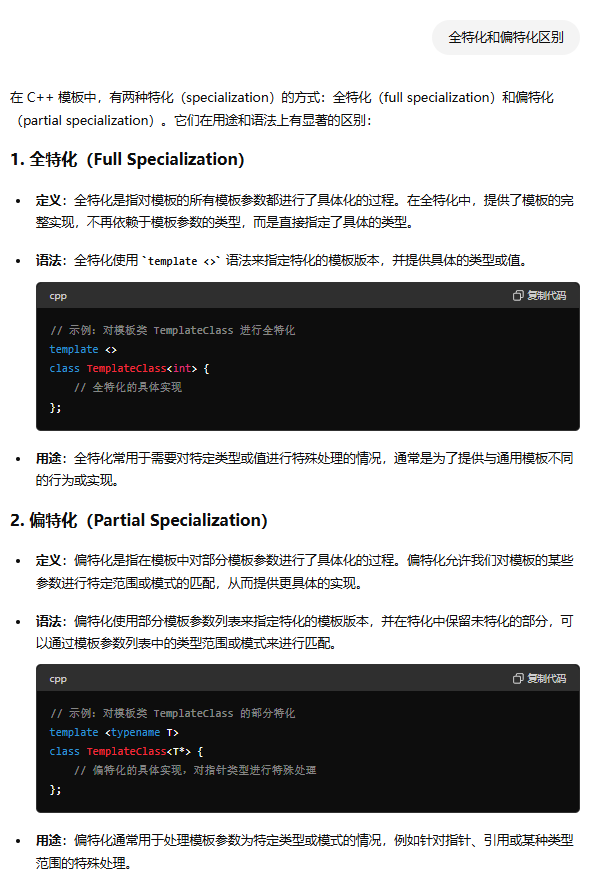 全特化和偏特化区别
在 C++ 模板中，有两种特化（specialization）的方式：全特化（full specialization）和偏特化
（partial specialization）。它们在用途和语法上有显著的区别：
1. 全特化（Full Specialization）
• 定义：全特化是指对模板的所有模板参数都进行了具体化的过程。在全特化中，提供了模板的完
整实现，不再依赖于模板参数的类型，而是直接指定了具体的类型。
• 语法：全特化使用 `template <>` 语法来指定特化的模板版本，并提供具体的类型或值。
cpp 复制代码
// 示例：对模板类 TemplateClass 进行全特化
template <>
class TemplateClass<int> {
// 全特化的具体实现
};
• 用途：全特化常用于需要对特定类型或值进行特殊处理的情况，通常是为了提供与通用模板不同
的行为或实现。
2. 偏特化（Partial Specialization）
• 定义：偏特化是指在模板中对部分模板参数进行了具体化的过程。偏特化允许我们对模板的某些
参数进行特定范围或模式的匹配，从而提供更具体的实现。
• 语法：偏特化使用部分模板参数列表来指定特化的模板版本，并在特化中保留未特化的部分，可
以通过模板参数列表中的类型范围或模式来进行匹配。
cpp 复制代码
// 示例：对模板类 TemplateClass 的部分特化
template <typename T>
class TemplateClass<T*> {
// 偏特化的具体实现，对指针类型进行特殊处理
};
• 用途：偏特化通常用于处理模板参数为特定类型或模式的情况，例如针对指针、引用或某种类型
范围的特殊处理。